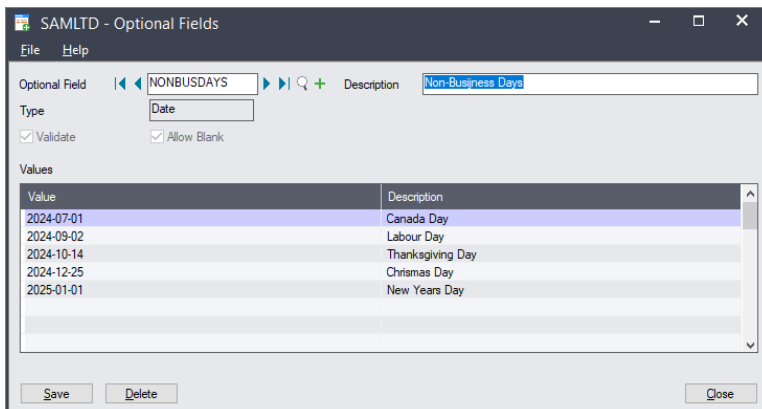 SAMLTD - Optional Fields
File Help
Optional Field NONBUSDAYS Description Non-Busijness Days
Type Date
Validate Allow Blank
Values
Value Description
2024-07-01 Canada Day
2024-09-02 Labour Day
2024-10-14 Thanksgiving Day
2024-12-25 Chrismas Day
2025-01-01 New Years Day
Save Delete Close